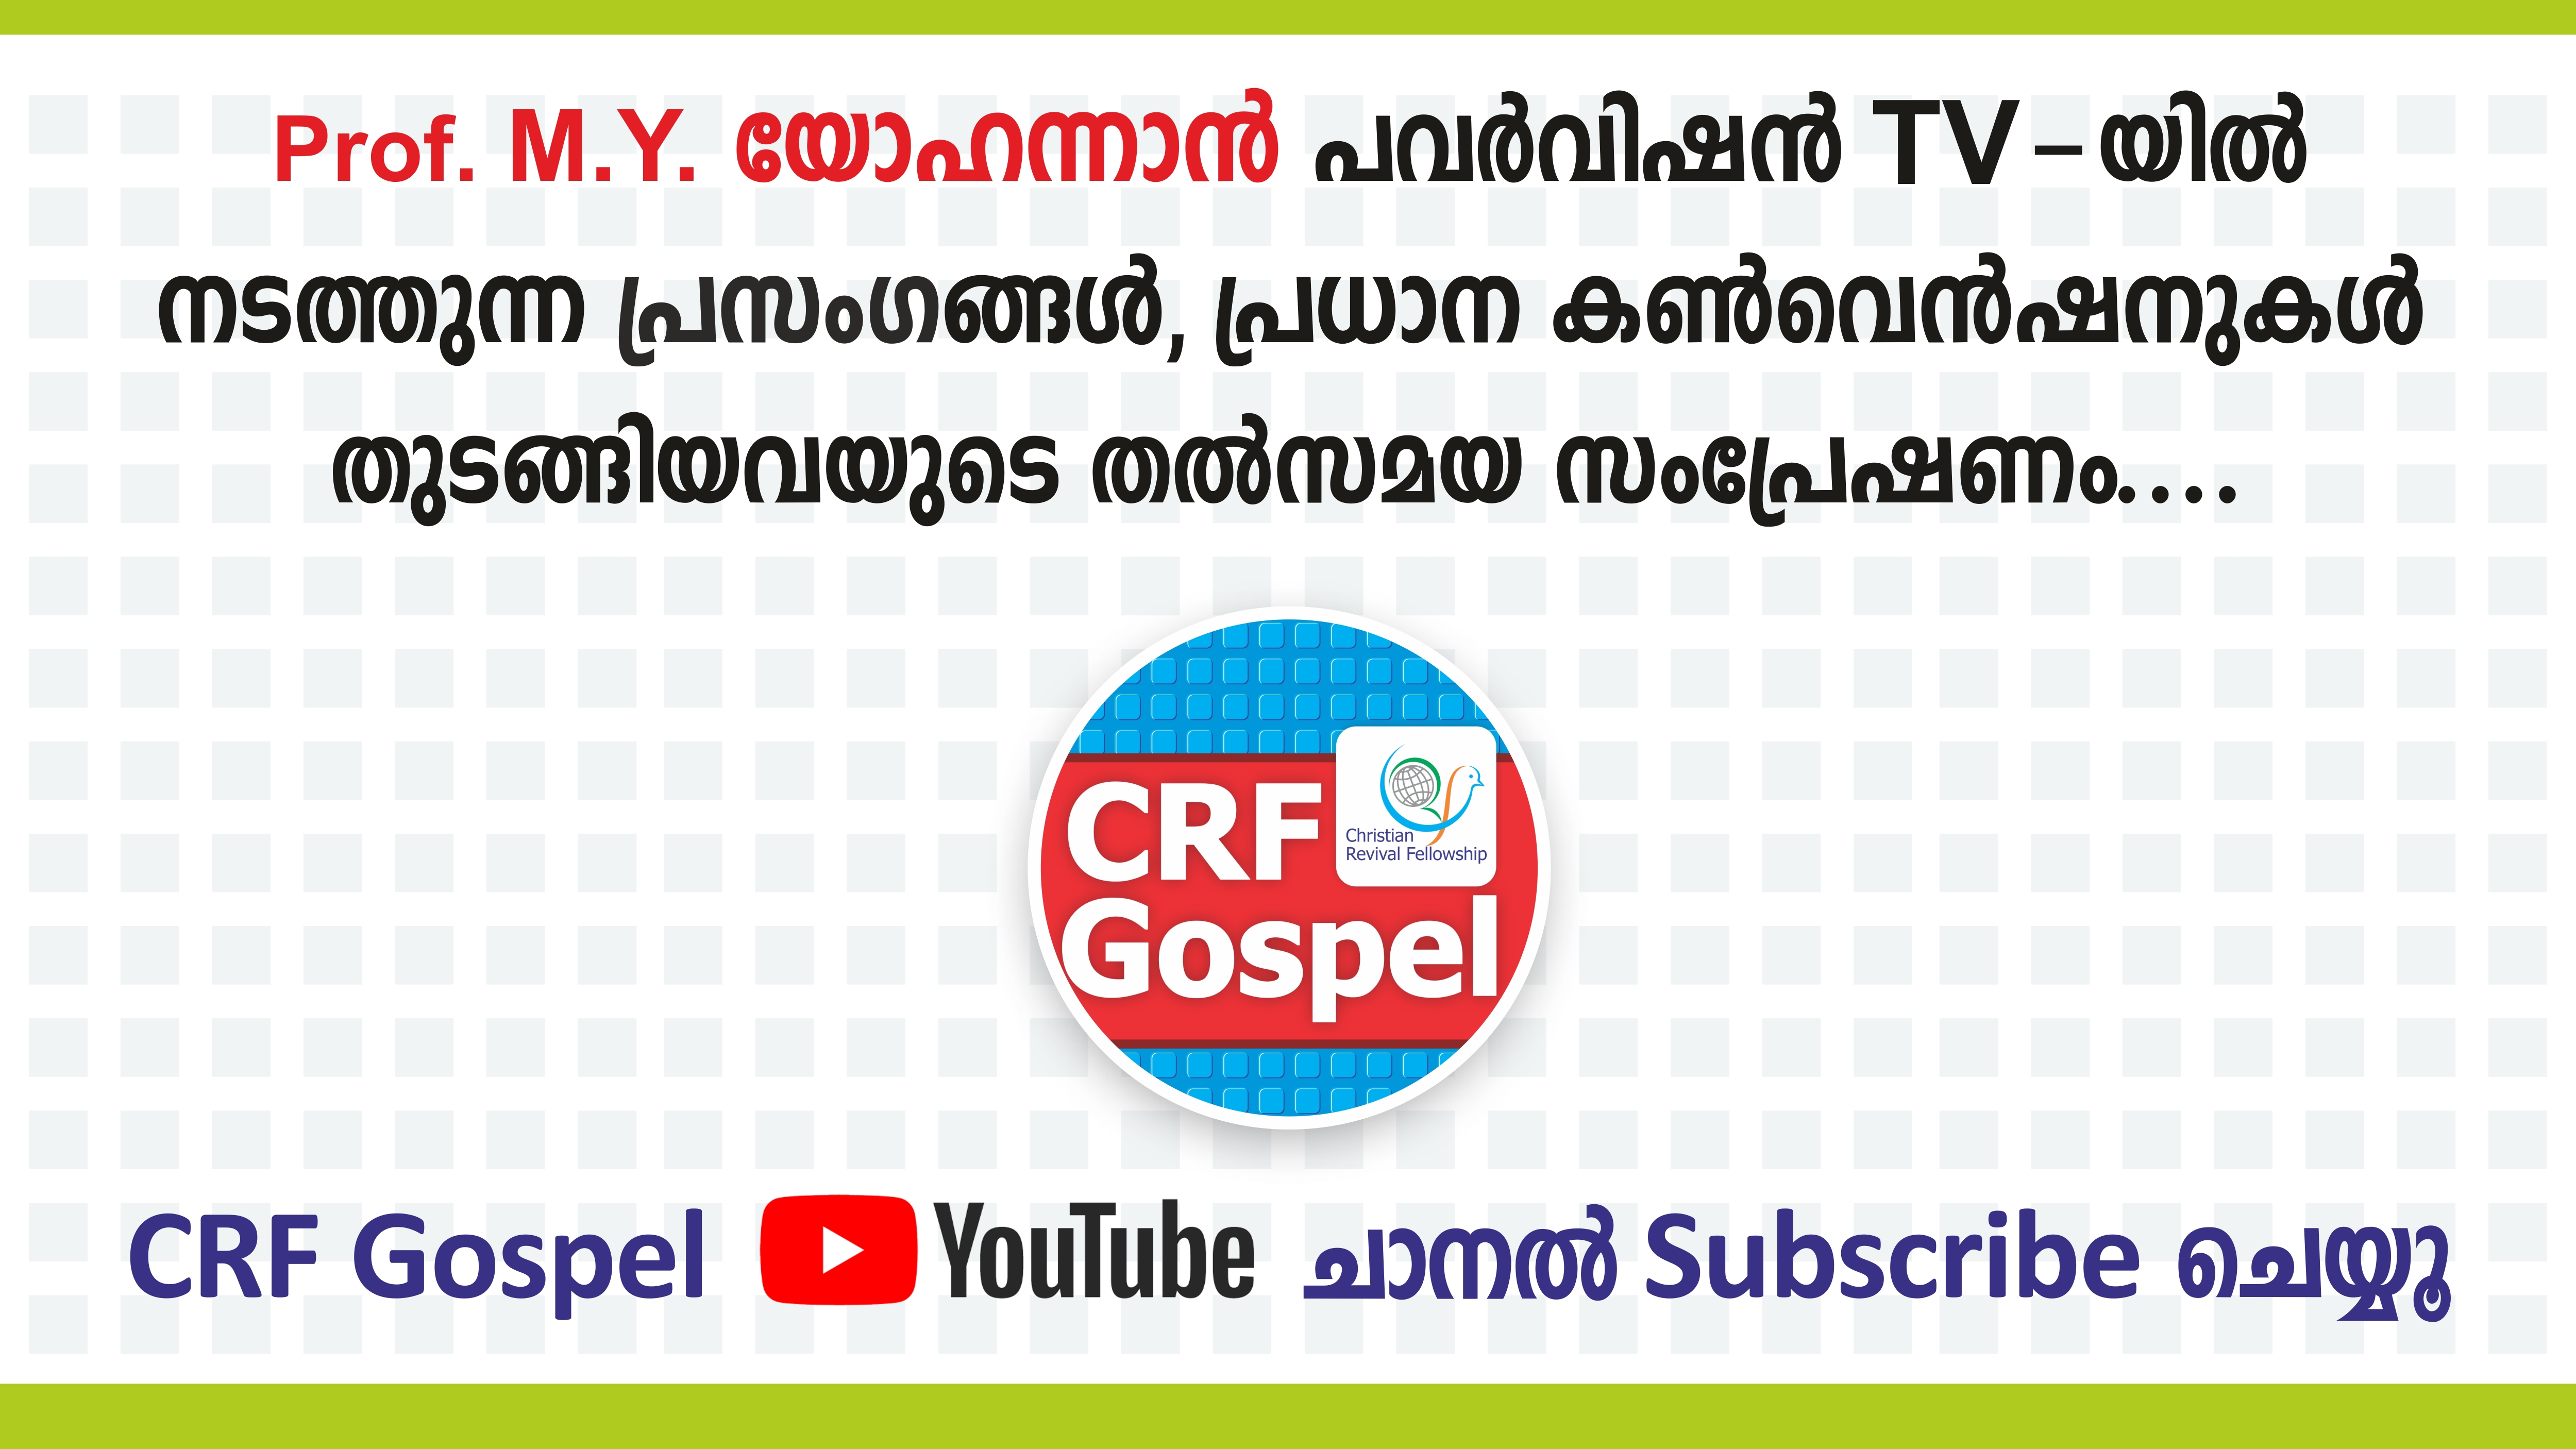 Prof. M.Y. യോഹന്നാൻ പവർവിഷൻ TV–യിൽ
നടത്തുന്ന പ്രസംഗങ്ങൾ, പ്രധാന കൺവെൻഷനുകൾ
തുടങ്ങിയവയുടെ തൽസമയ സംപ്രേഷണം....
CRF
Christian
Revival Fellowship
Gospel
CRF Gospel YouTube ചാനൽ Subscribe ചെയ്യൂ